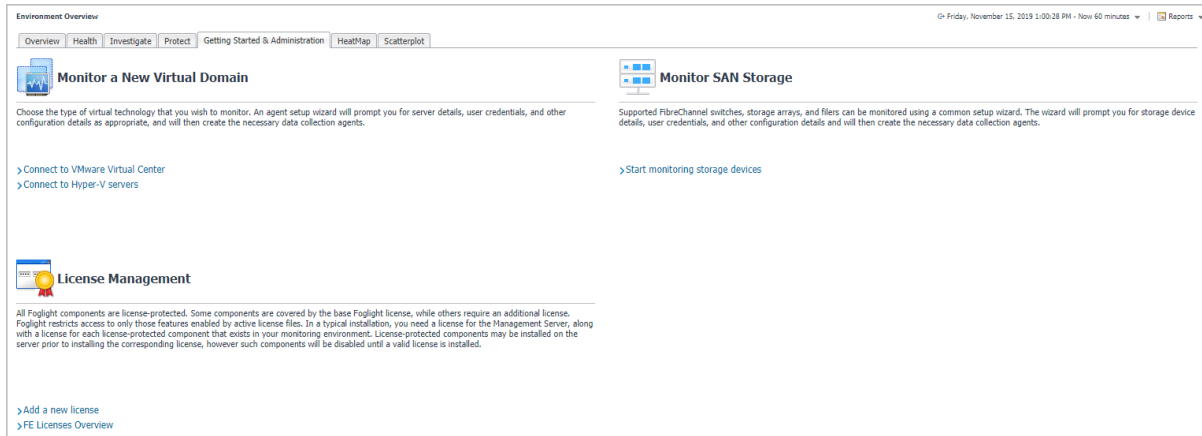 Environment Overview
Friday, November 15, 2019 1:00:28 PM - Now 60 minutes
Reports
Overview Health Investigate Protect Getting Started & Administration HeatMap Scatterplot
Monitor a New Virtual Domain
Choose the type of virtual technology that you wish to monitor. An agent setup wizard will prompt you for server details, user credentials, and other
configuration details as appropriate, and will then create the necessary data collection agents.
>Connect to VMware Virtual Center
>Connect to Hyper-V servers
Monitor SAN Storage
Supported FibreChannel switches, storage arrays, and filers can be monitored using a common setup wizard. The wizard will prompt you for storage device
details, user credentials, and other configuration details and will then create the necessary data collection agents.
>Start monitoring storage devices
License Management
All Foglight components are license-protected. Some components are covered by the base Foglight license, while others require an additional license.
Foglight restricts access to only those features enabled by active license files. In a typical installation, you need a license for the Management Server, along
with a license for each license-protected component that exists in your monitoring environment. License-protected components may be installed on the
server prior to installing the corresponding license, however such components will be disabled until a valid license is installed.
>Add a new license
>FE Licenses Overview